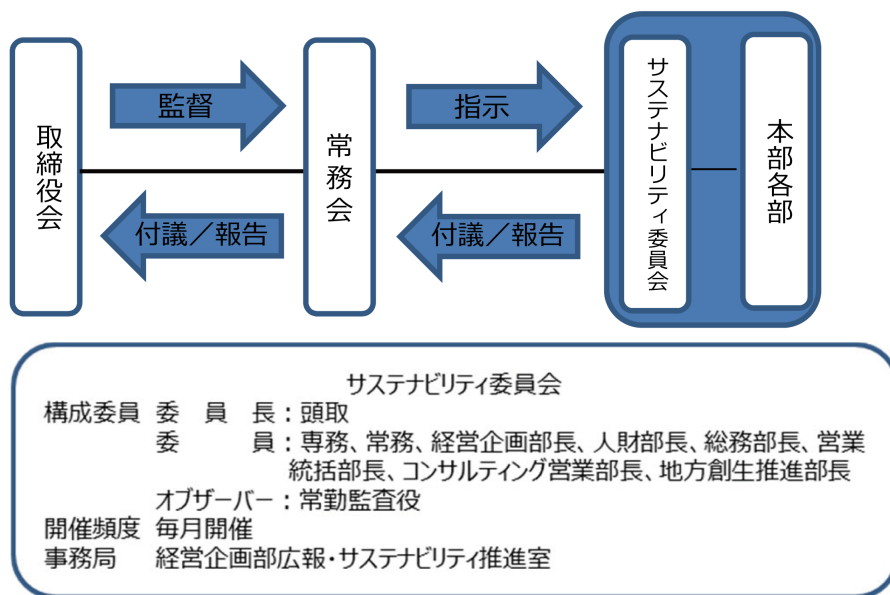 取締役会
監督
付議／報告
常務会
指示
付議／報告
サステナビリティ委員会
本部各部
サステナビリティ委員会
構成委員 委 員 長：頭取
委 員：専務、常務、経営企画部長、人財部長、総務部長、営業
統括部長、コンサルティング営業部長、地方創生推進部長
オブザーバー：常勤監査役
開催頻度 毎月開催
事務局 経営企画部広報・サステナビリティ推進室